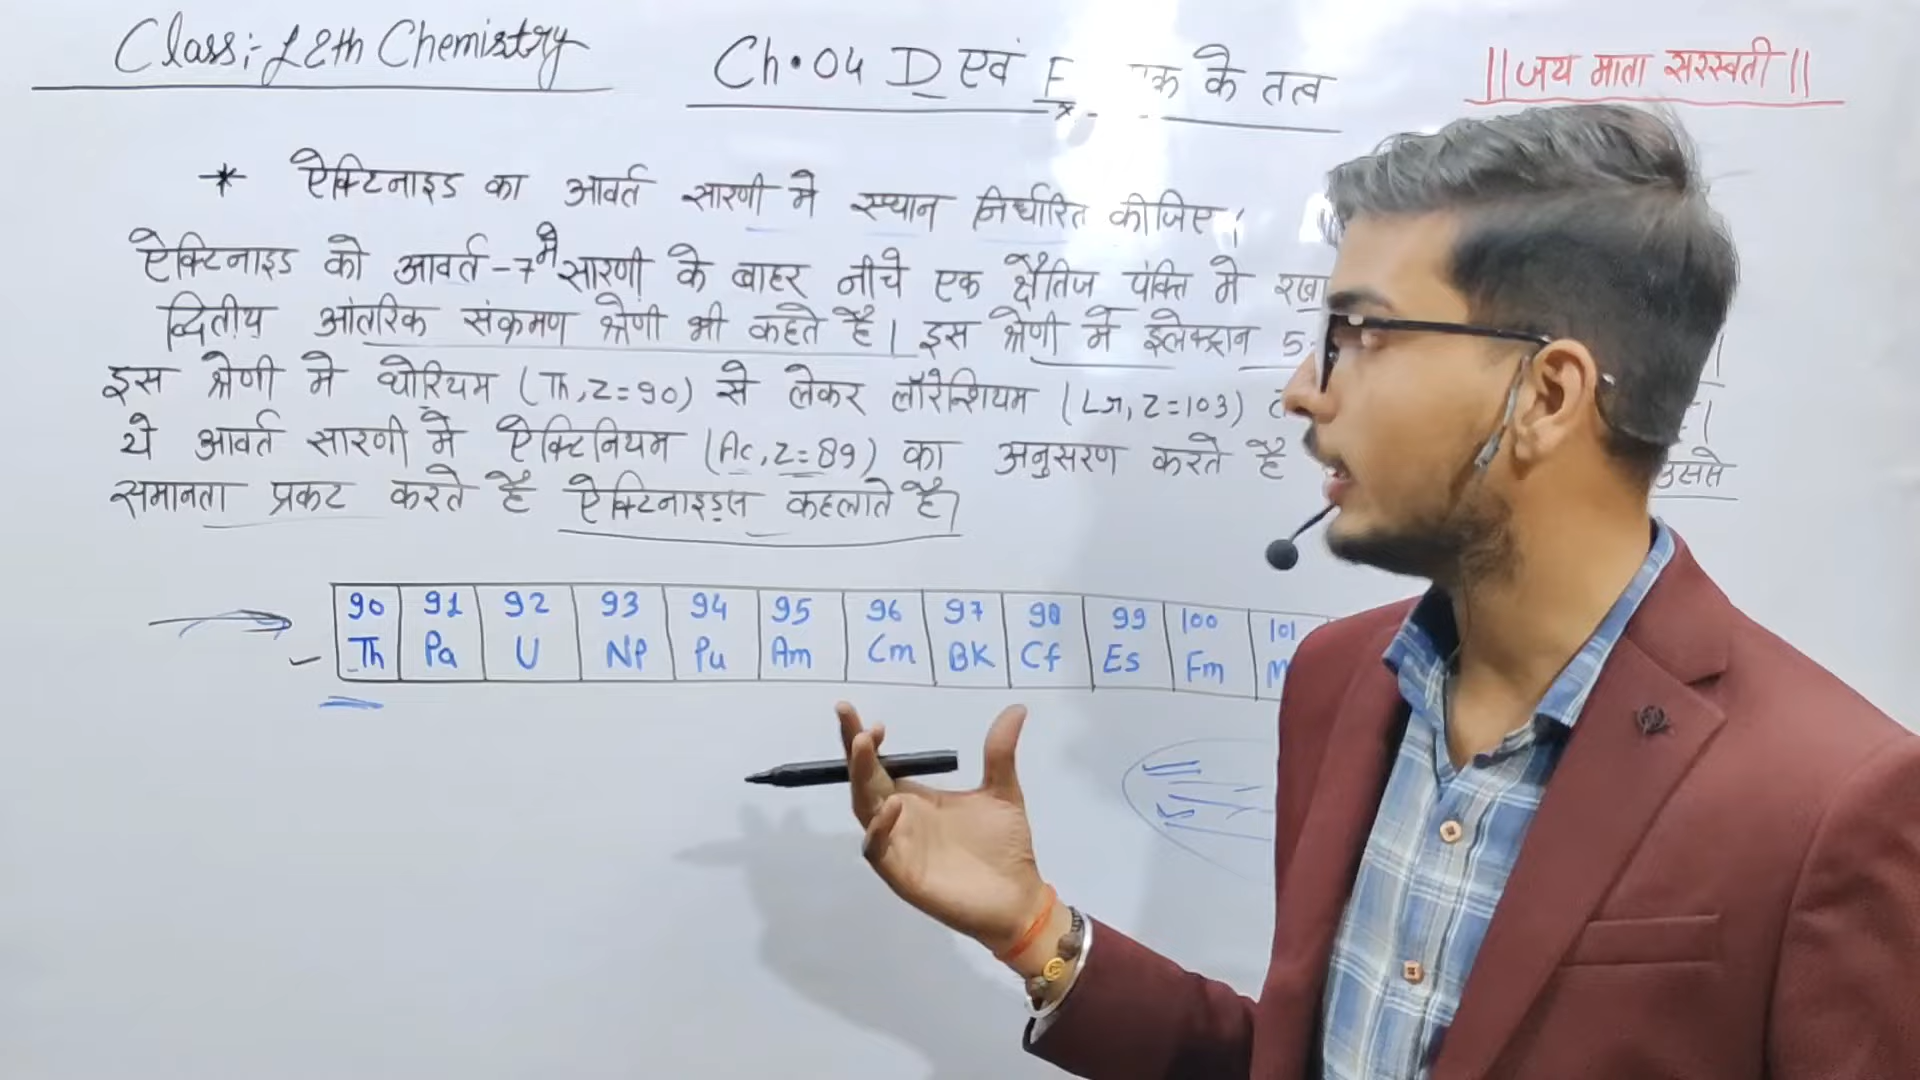 Class:- 12th Chemistry
Ch.04 D एवं F क के तत्व
||जय माता सरस्वती||
* ऐक्टिनाइड का आवर्त सारणी मे स्थान निर्धारित कीजिए।
ऐक्टिनाइड को आवर्त-7 मे सारणी के बाहर नीचे एक क्षैतिज पंक्ति मे रखा
द्वितीय आंतरिक संक्रमण श्रेणी भी कहते है। इस श्रेणी मे इलेक्ट्रान 5
इस श्रेणी मे थोरियम (Th, Z=90) से लेकर लॉरेन्शियम (Lr, Z=103)
ये आवर्त सारणी मे ऐक्टिनियम (Ac, Z=89) का अनुसरण करते है उससे
समानता प्रकट करते है ऐक्टिनाइड्स कहलाते है।
90 91 92 93 94 95 96 97 98 99 100 101
Th Pa U NP Pu Am Cm BK Cf Es Fm M